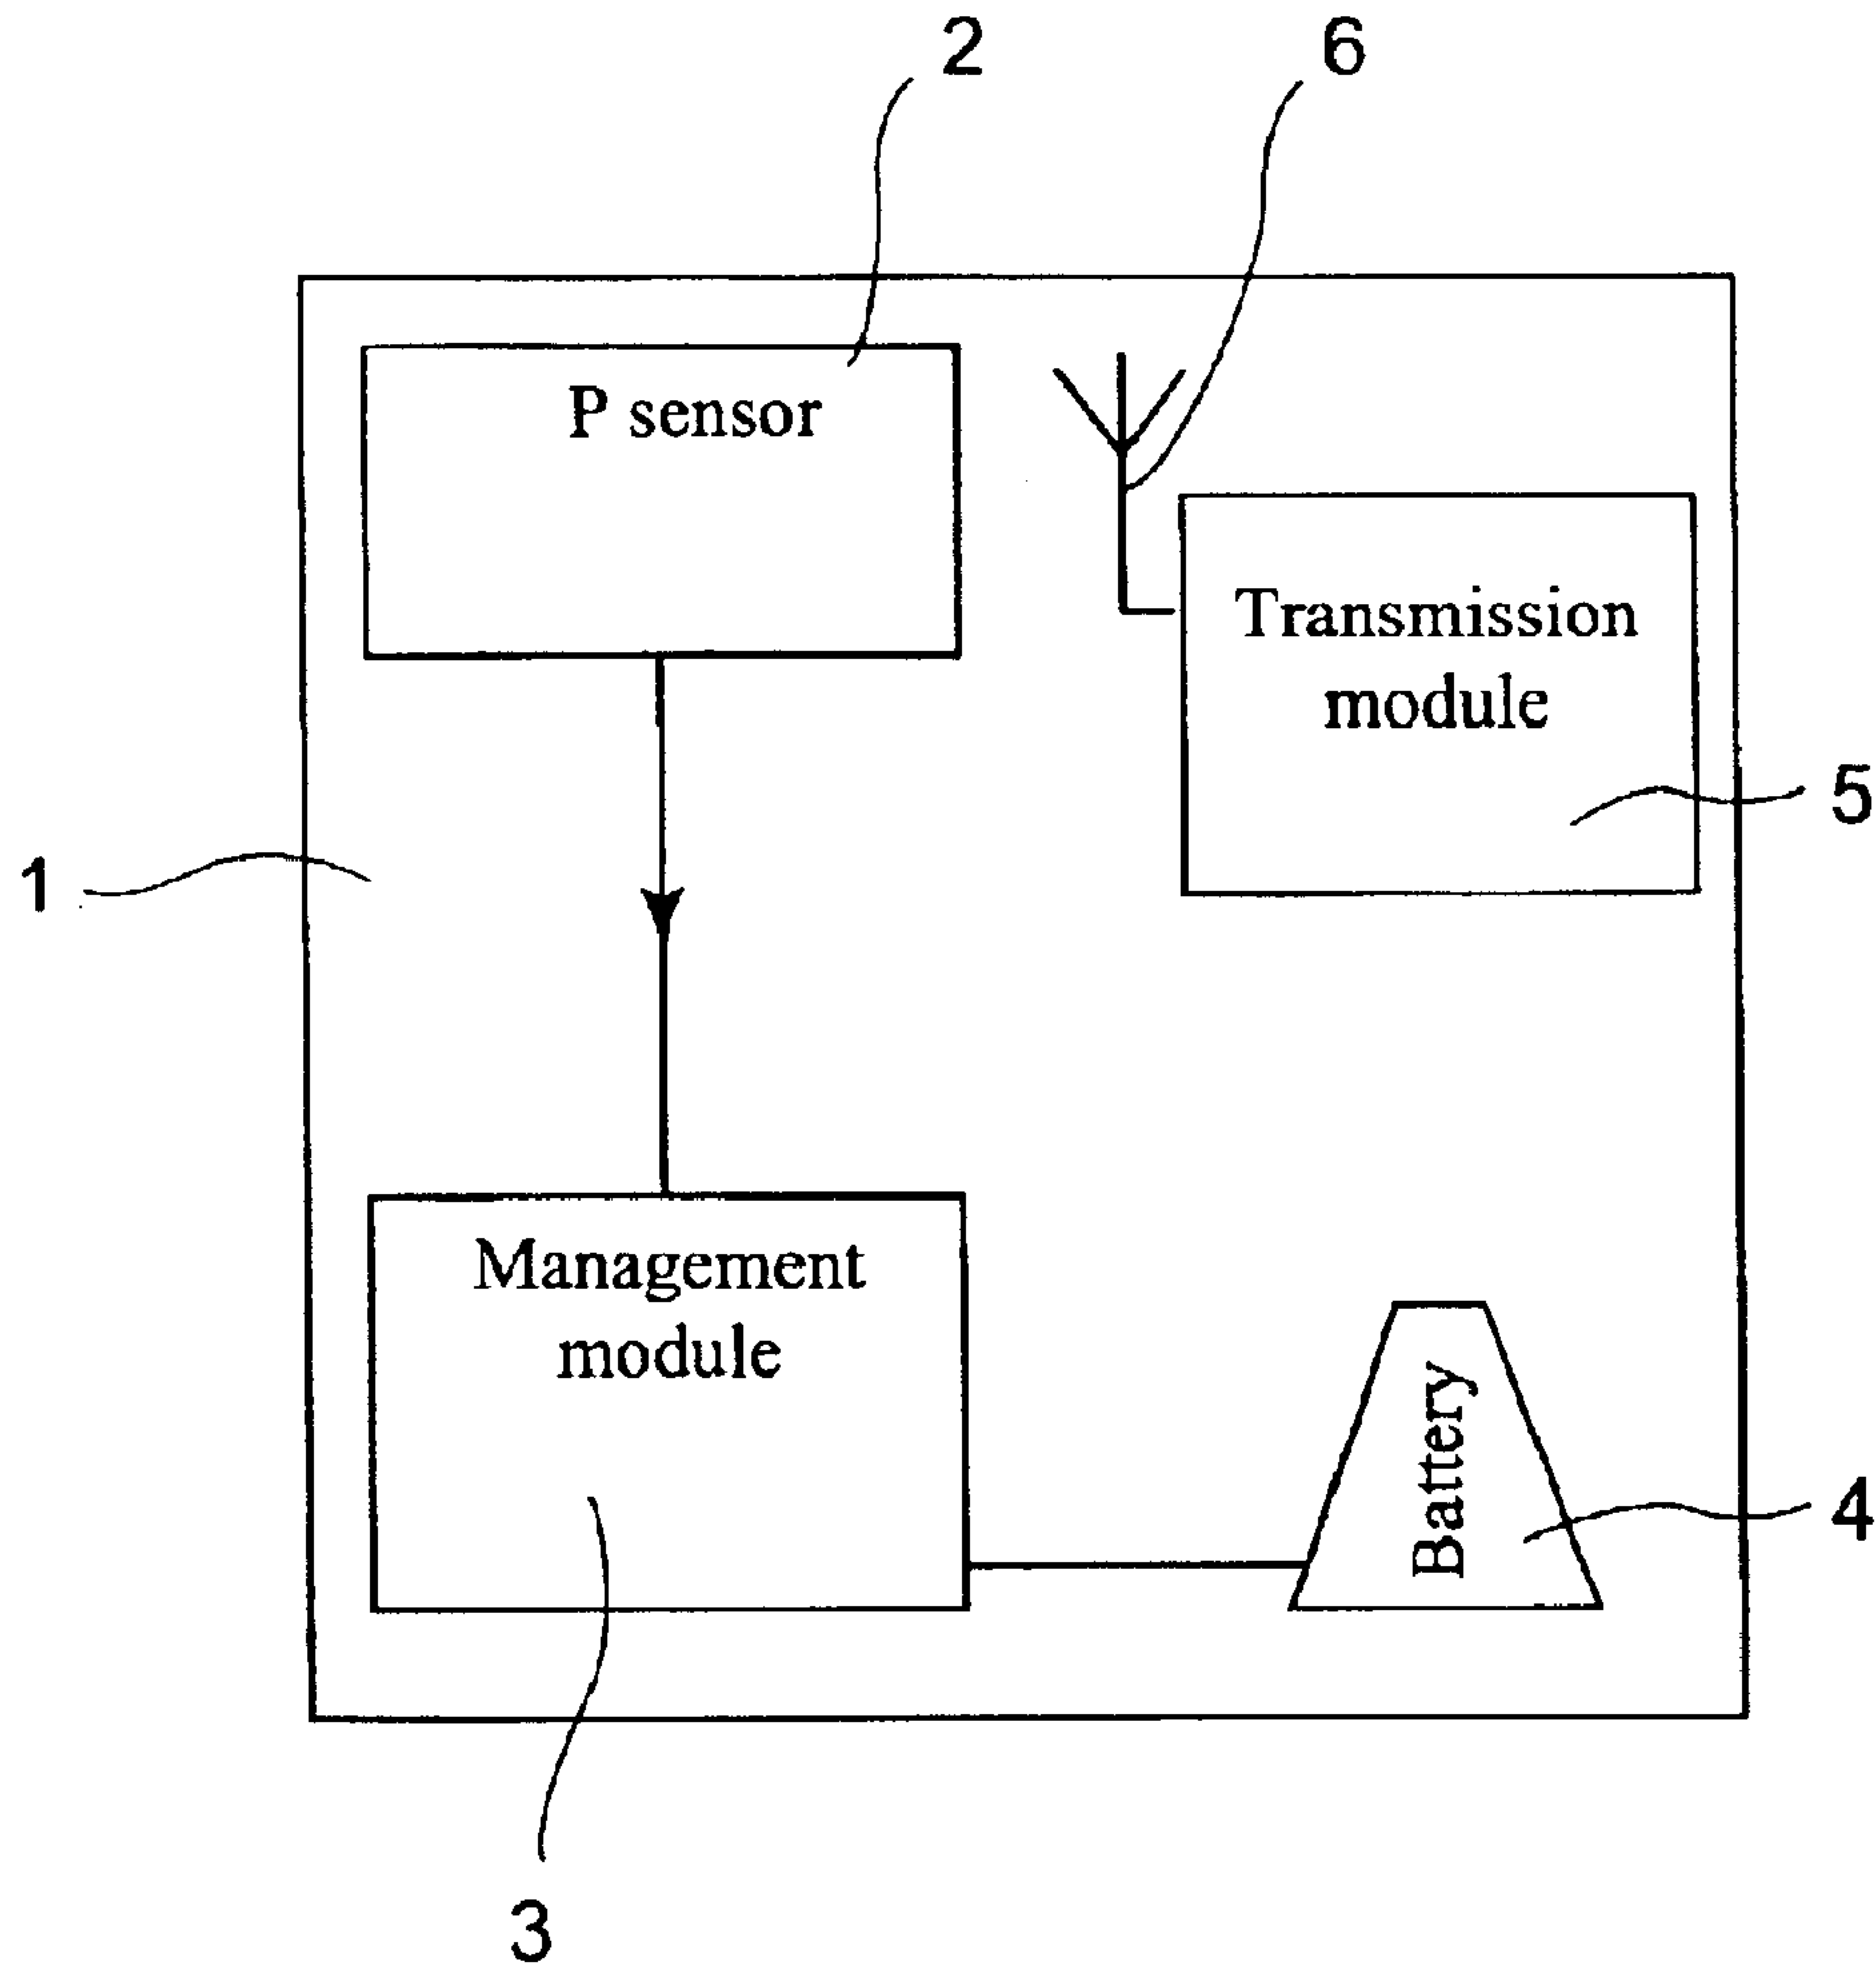 2
6
P sensor
Transmission
module
5
1
Management
module
Battery
4
3